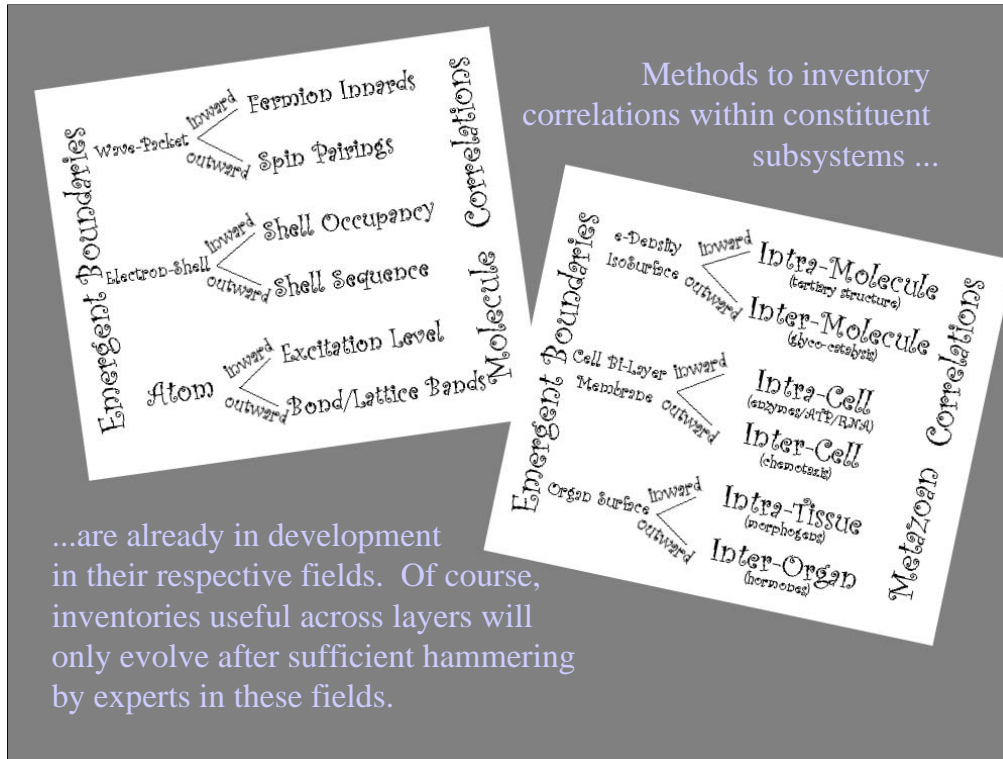 Methods to inventory
correlations within constituent
subsystems ...
Emergent Boundaries
Wave-Packet
inward
Fermion Innards
outward
Spin Pairings
Electron-Shell
inward
Shell Occupancy
outward
Shell Sequence
Atom
inward
Excitation Level
outward
Bond/Lattice Bands
Molecule Correlations
Emergent Boundaries
e-Density
IsoSurface
inward
Intra-Molecule
(tertiary structure)
outward
Inter-Molecule
(glyco-catalysis)
Cell Bi-Layer
Membrane
inward
Intra-Cell
(enzymes/ATP/RNA)
outward
Inter-Cell
(chemotaxis)
Organ Surface
inward
Intra-Tissue
(morphogens)
outward
Inter-Organ
(hormones)
Metazoan Correlations
...are already in development
in their respective fields. Of course,
inventories useful across layers will
only evolve after sufficient hammering
by experts in these fields.